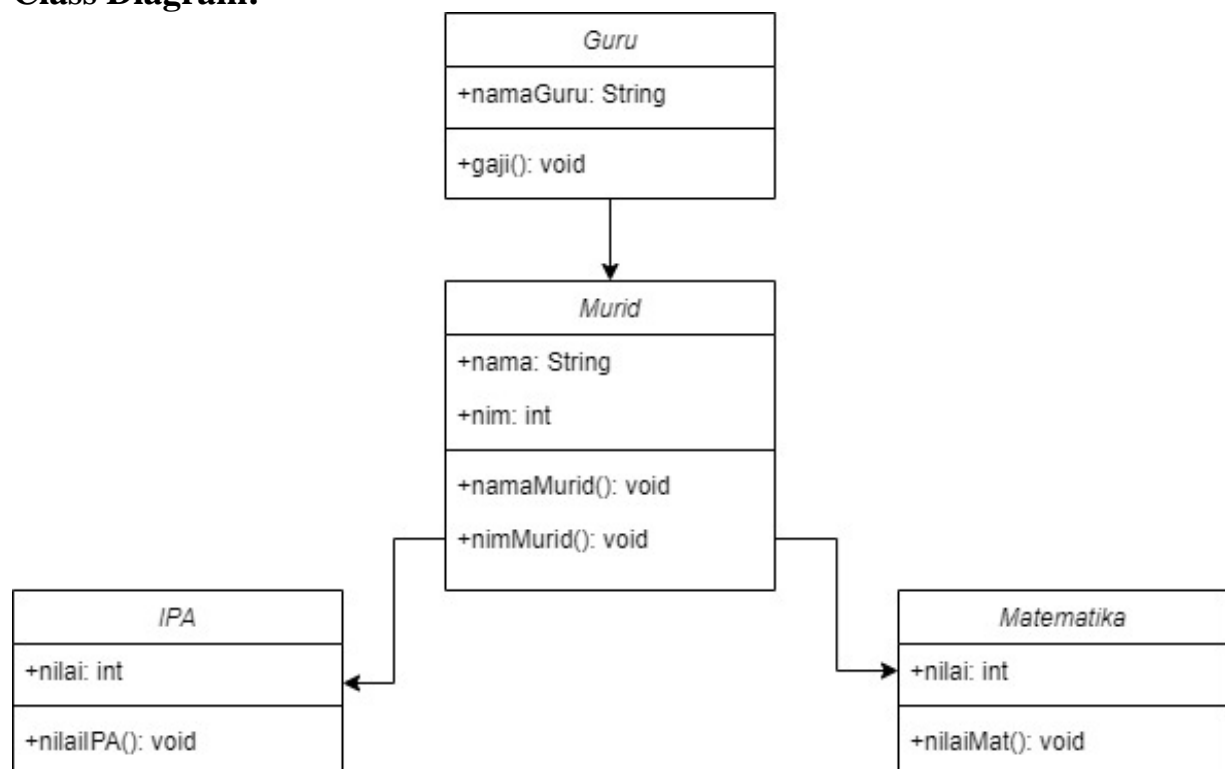 Class Diagram:
Guru
+namaGuru: String
+gaji(): void
Murid
+nama: String
+nim: int
+namaMurid(): void
+nimMurid(): void
IPA
+nilai: int
+nilaiIPA(): void
Matematika
+nilai: int
+nilaiMat(): void